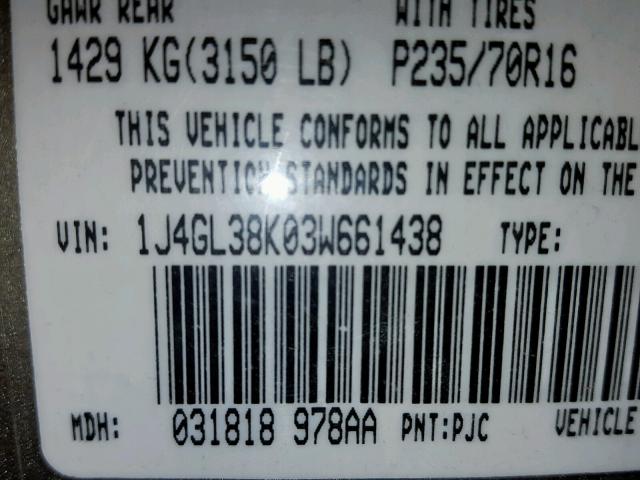 GAWR REAR WITH TIRES
1429 KG(3150 LB) P235/70R16
THIS VEHICLE CONFORMS TO ALL APPLICABL
PREVENTION STANDARDS IN EFFECT ON THE
VIN: 1J4GL38K03W661438 TYPE:
MDH: 031818 978AA PNT:PJC VEHICLE